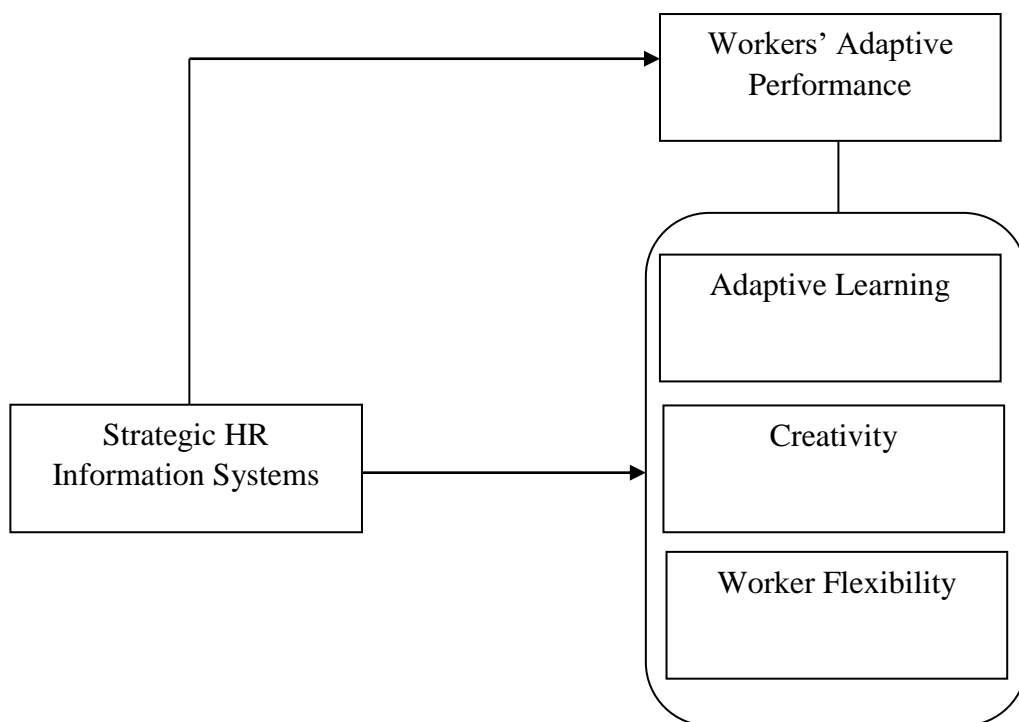 Workers’ Adaptive
Performance
Adaptive Learning
Strategic HR
Information Systems
Creativity
Worker Flexibility